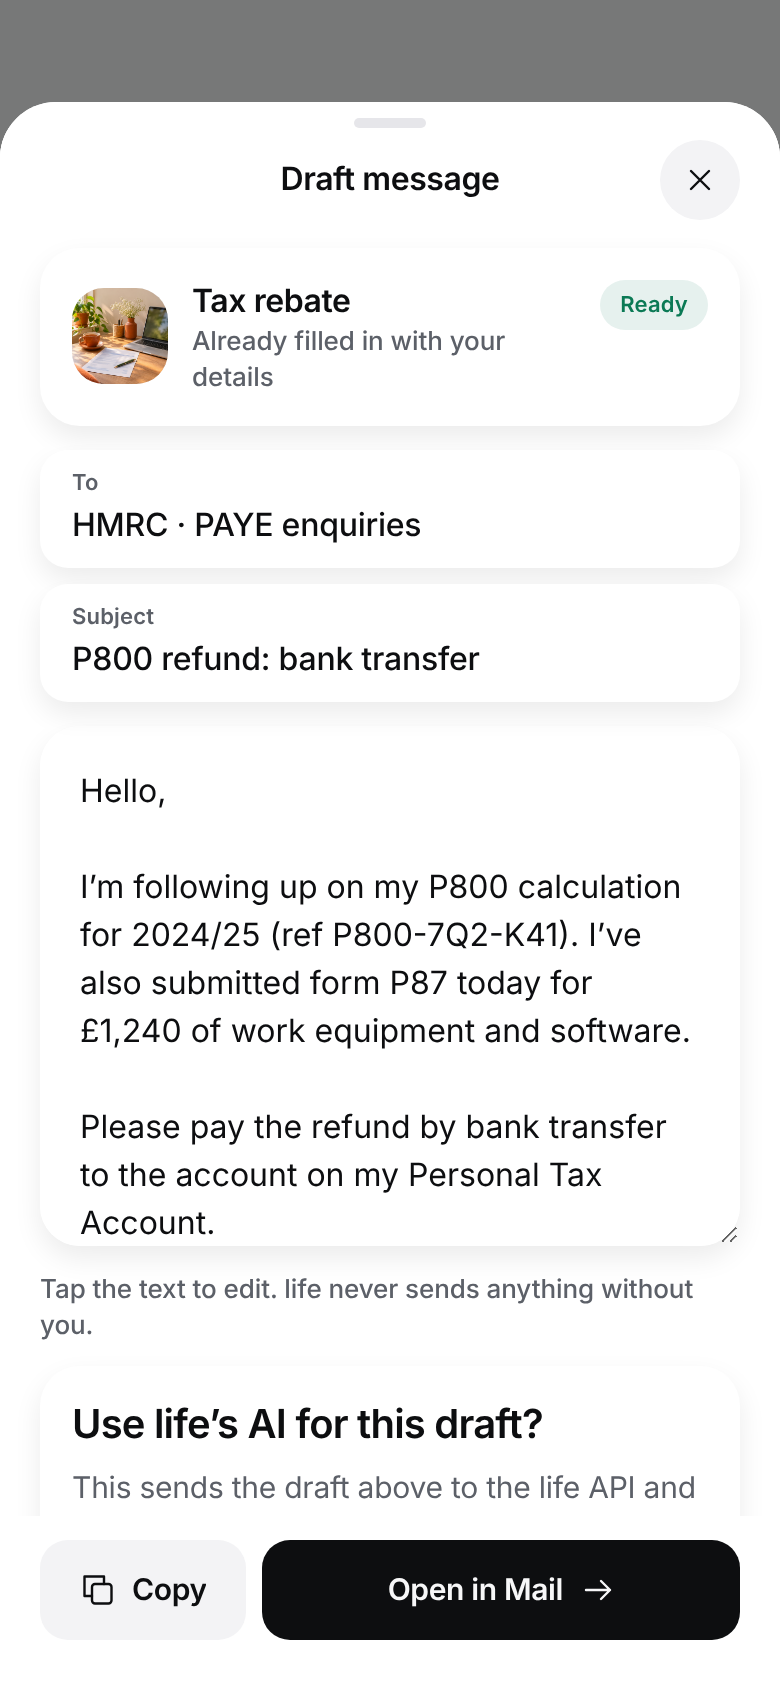 Draft message
Tax rebate
Ready
Already filled in with your
details
To
HMRC · PAYE enquiries
Subject
P800 refund: bank transfer
Hello,
I’m following up on my P800 calculation
for 2024/25 (ref P800-7Q2-K41). I’ve
also submitted form P87 today for
£1,240 of work equipment and software.
Please pay the refund by bank transfer
to the account on my Personal Tax
Account.
Tap the text to edit. life never sends anything without
you.
Use life’s AI for this draft?
This sends the draft above to the life API and
Copy
Open in Mail →